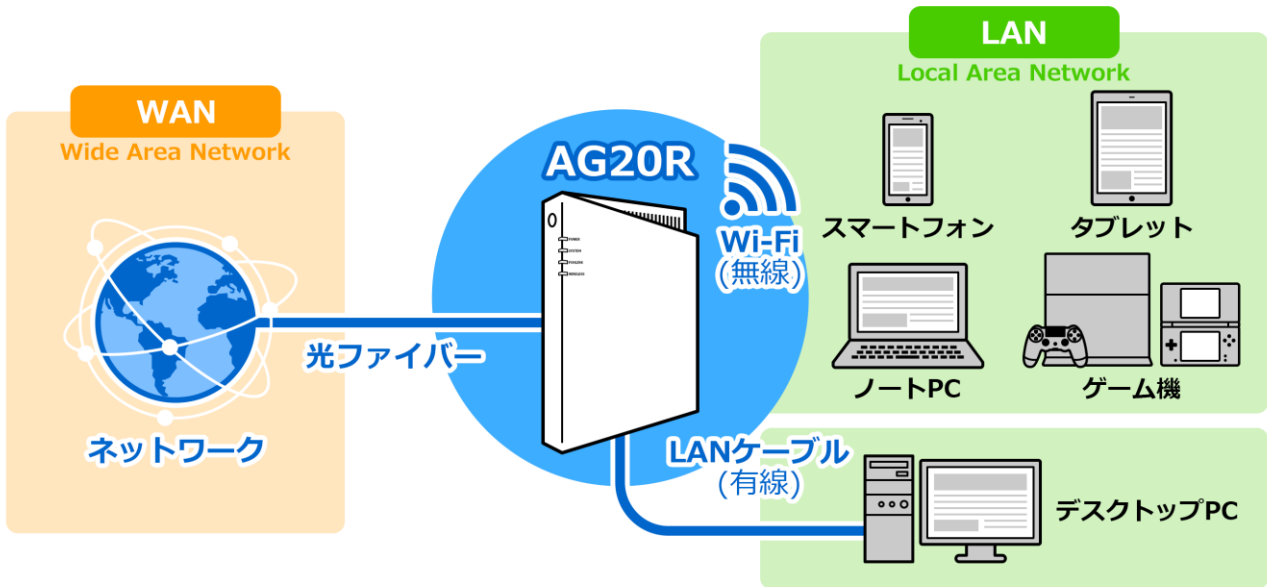 WAN
Wide Area Network
ネットワーク
光ファイバー
AG20R
POWER
SYSTEM
Wi-Fi
(無線)
LANケーブル
(有線)
LAN
Local Area Network
スマートフォン
タブレット
ノートPC
ゲーム機
デスクトップPC